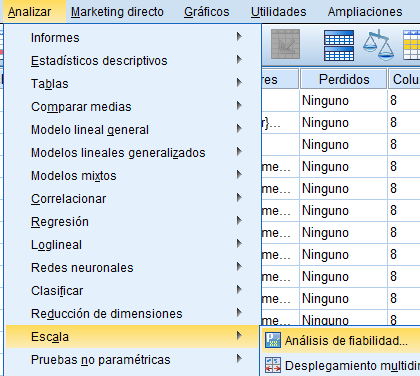 Analizar Marketing directo Gráficos Utilidades Ampliaciones
Informes
Estadísticos descriptivos
Tablas
Comparar medias
Modelo lineal general
Modelos lineales generalizados
Modelos mixtos
Correlacionar
Regresión
Loglineal
Redes neuronales
Clasificar
Reducción de dimensiones
Escala
Pruebas no paramétricas
Análisis de fiabilidad...
Desplegamiento multidi
res Perdidos Colu
Ninguno 8
r}... Ninguno 8
Ninguno 8
me... Ninguno 8
me... Ninguno 8
me... Ninguno 8
me... Ninguno 8
me... Ninguno 8
me... Ninguno 8
me... Ninguno 8